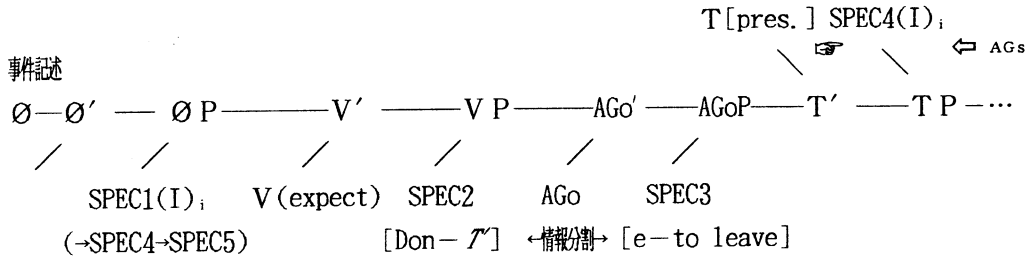 T[pres.] SPEC4(I)ᵢ
☞ ⇦ AGs
事件記述
Ø—Ø′ — ØP — V′ — VP — AGo′ — AGoP — T′ — TP —…
SPEC1(I)ᵢ V(expect) SPEC2 AGo SPEC3
(→SPEC4→SPEC5) [Don—T′] ←情報分割→ [e—to leave]